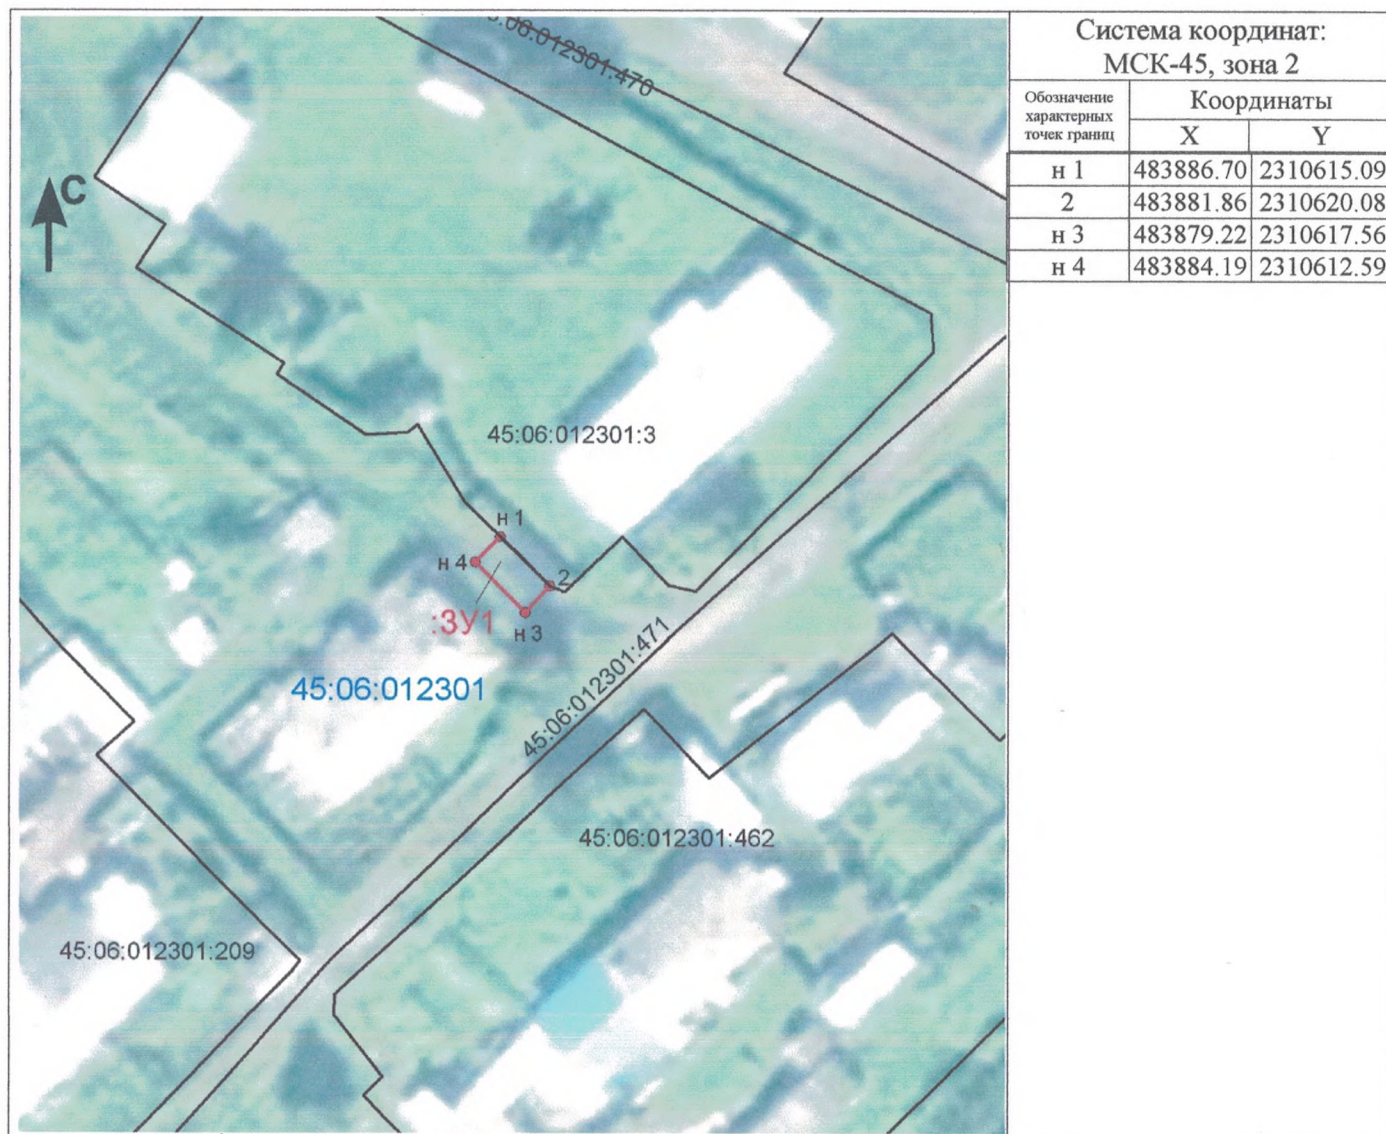 Система координат:
МСК-45, зона 2
Обозначение
характерных
точек границ
Координаты
X Y
н 1 483886.70 2310615.09
2 483881.86 2310620.08
н 3 483879.22 2310617.56
н 4 483884.19 2310612.59
:06:012301:470
С
45:06:012301:3
н 1
н 4
2
:ЗУ1
н 3
45:06:012301
45:06:012301:471
45:06:012301:462
45:06:012301:209